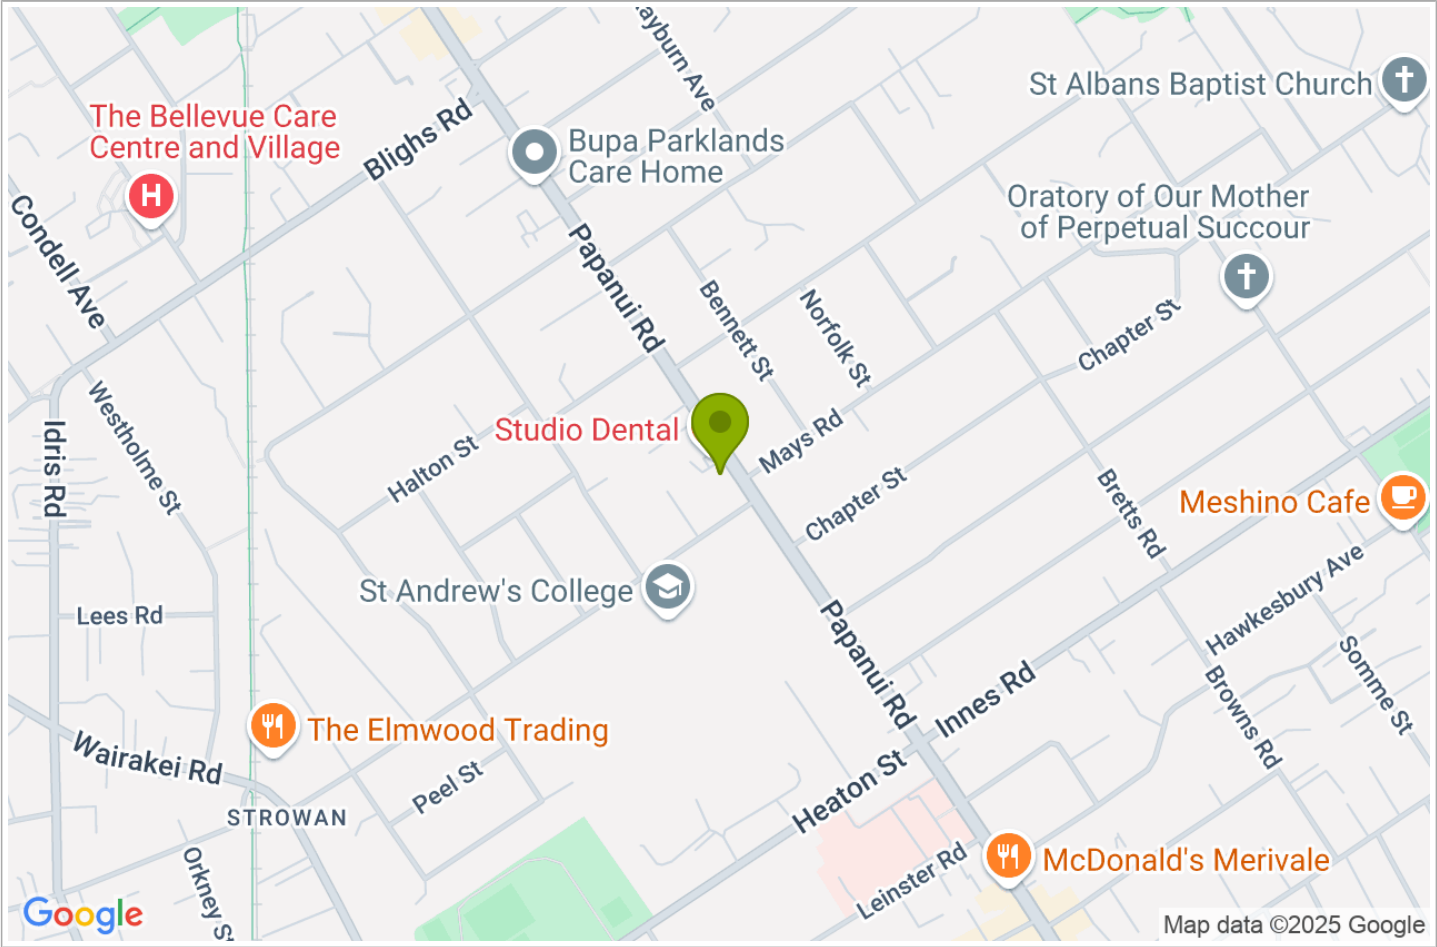 ayburn Ave
St Albans Baptist Church
The Bellevue Care
Centre and Village
Blighs Rd
Bupa Parklands
Care Home
Oratory of Our Mother
of Perpetual Succour
Condell Ave
Papanui Rd
Bennett St
Norfolk St
Chapter St
Westholme St
Idris Rd
Studio Dental
Halton St
Mays Rd
Chapter St
Bretts Rd
Meshino Cafe
St Andrew's College
Hawkesbury Ave
Lees Rd
Papanui Rd
Somme St
Innes Rd
Browns Rd
The Elmwood Trading
Wairakei Rd
Peel St
Heaton St
STROWAN
Orkney St
McDonald's Merivale
Leinster Rd
Google
Map data ©2025 Google